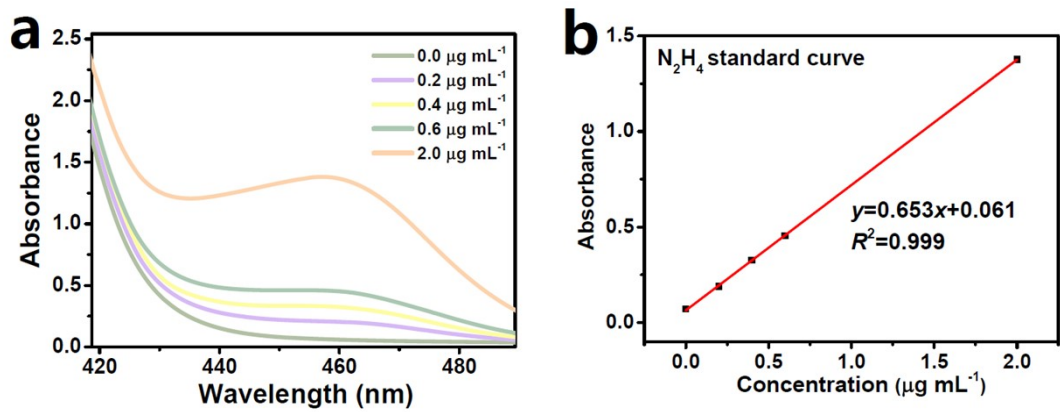 a
2.5
2.0
1.5
1.0
0.5
0.0
Absorbance
0.0 μg mL⁻¹
0.2 μg mL⁻¹
0.4 μg mL⁻¹
0.6 μg mL⁻¹
2.0 μg mL⁻¹
420 440 460 480
Wavelength (nm)
b
1.5
1.0
0.5
0.0
Absorbance
N₂H₄ standard curve
y=0.653x+0.061
R²=0.999
0.0 0.5 1.0 1.5 2.0
Concentration (μg mL⁻¹)